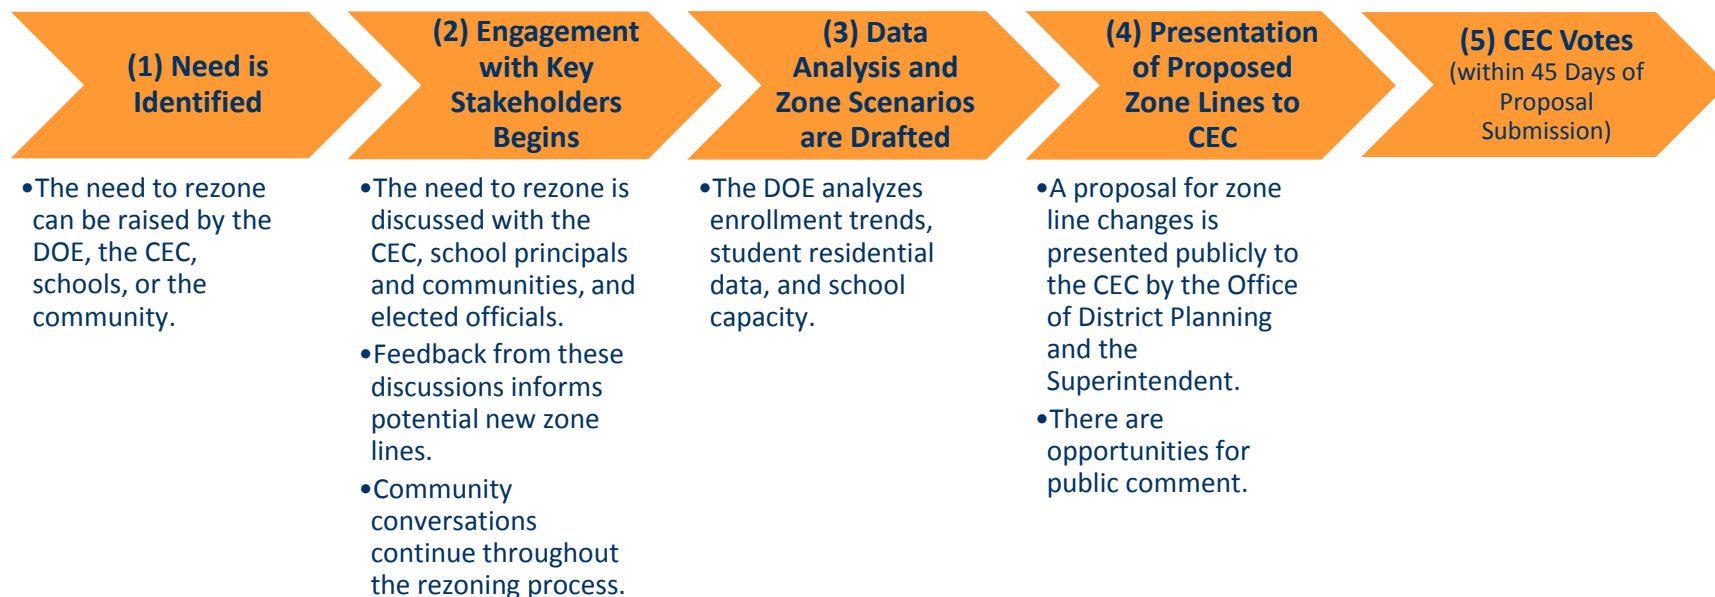 (1) Need is
Identified
(2) Engagement
with Key
Stakeholders
Begins
(3) Data
Analysis and
Zone Scenarios
are Drafted
(4) Presentation
of Proposed
Zone Lines to
CEC
(5) CEC Votes
(within 45 Days of
Proposal
Submission)
•The need to rezone
can be raised by the
DOE, the CEC,
schools, or the
community.
•The need to rezone is
discussed with the
CEC, school principals
and communities, and
elected officials.
•Feedback from these
discussions informs
potential new zone
lines.
•Community
conversations
continue throughout
the rezoning process.
•The DOE analyzes
enrollment trends,
student residential
data, and school
capacity.
•A proposal for zone
line changes is
presented publicly to
the CEC by the Office
of District Planning
and the
Superintendent.
•There are
opportunities for
public comment.